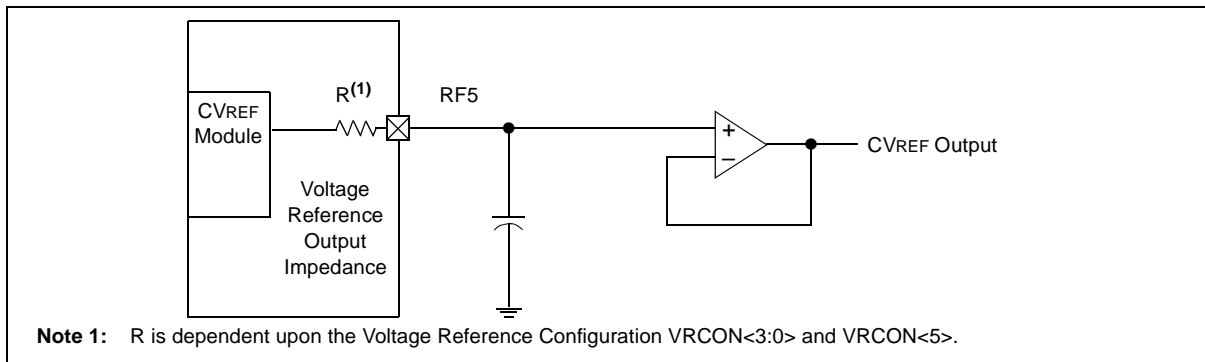 CVREF
Module
R(1)
RF5
Voltage
Reference
Output
Impedance
+
–
CVREF Output
Note 1: R is dependent upon the Voltage Reference Configuration VRCON<3:0> and VRCON<5>.